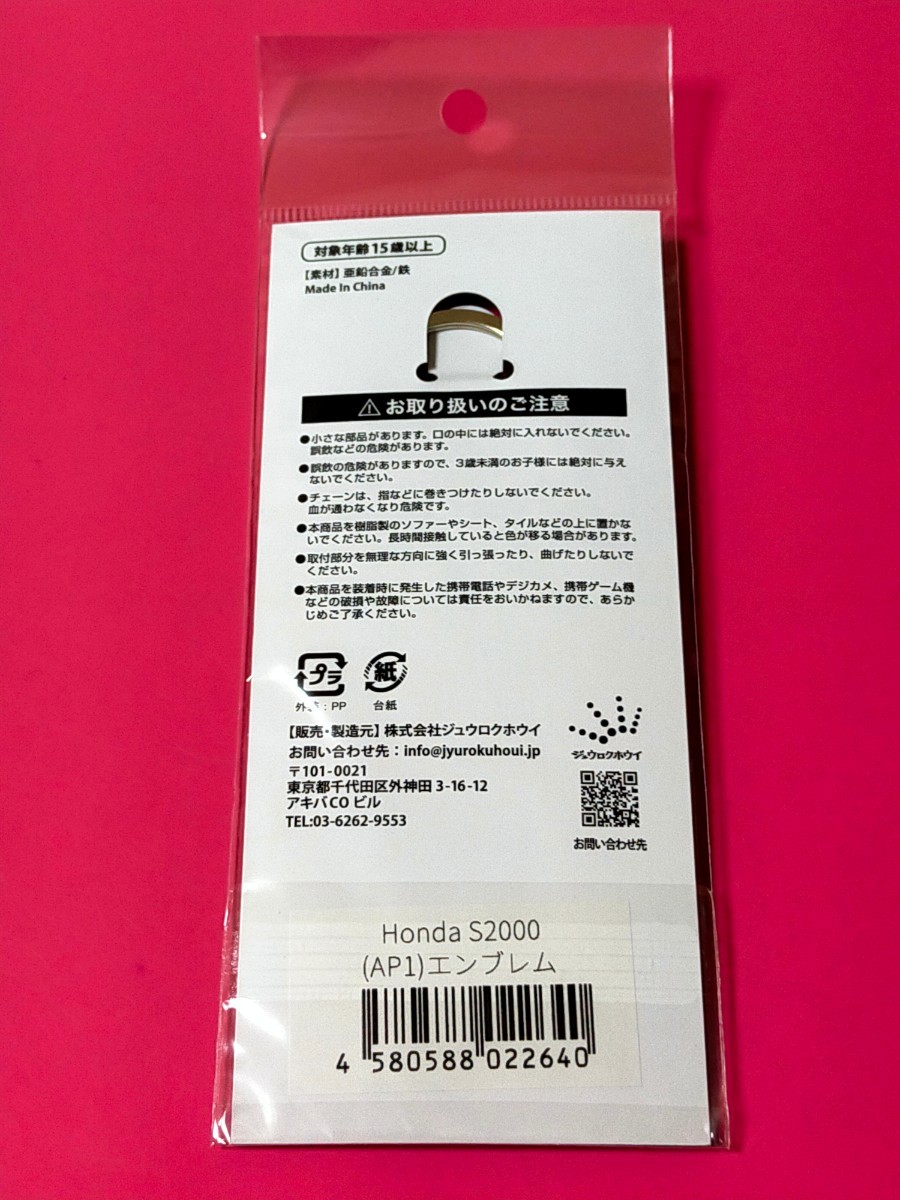 対象年齢15歳以上
【素材】亜鉛合金/鉄
Made In China
⚠お取り扱いのご注意
●小さな部品があります。口の中には絶対に入れないでください。
誤飲などの危険があります。
●誤飲の危険がありますので、3歳未満のお子様には絶対に与え
ないでください。
●チェーンは、指などに巻きつけたりしないでください。
血が通わなくなり危険です。
●本商品を樹脂製のソファーやシート、タイルなどの上に置かな
いでください。長時間接触していると色が移る場合があります。
●取付部分を無理な方向に強く引っ張ったり、曲げたりしないで
ください。
●本商品を装着時に発生した携帯電話やデジカメ、携帯ゲーム機
などの破損や故障については責任をおいかねますので、あらか
じめご了承ください。
プラ
紙
外 : PP
台紙
【販売・製造元】株式会社ジュウロクホウイ
お問い合わせ先：info@jyurokuhoui.jp
〒101-0021
東京都千代田区外神田 3-16-12
アキバCO ビル
TEL:03-6262-9553
ジュウロクホウイ
お問い合わせ先
Honda S2000
(AP1)エンブレム
4 580588 022640